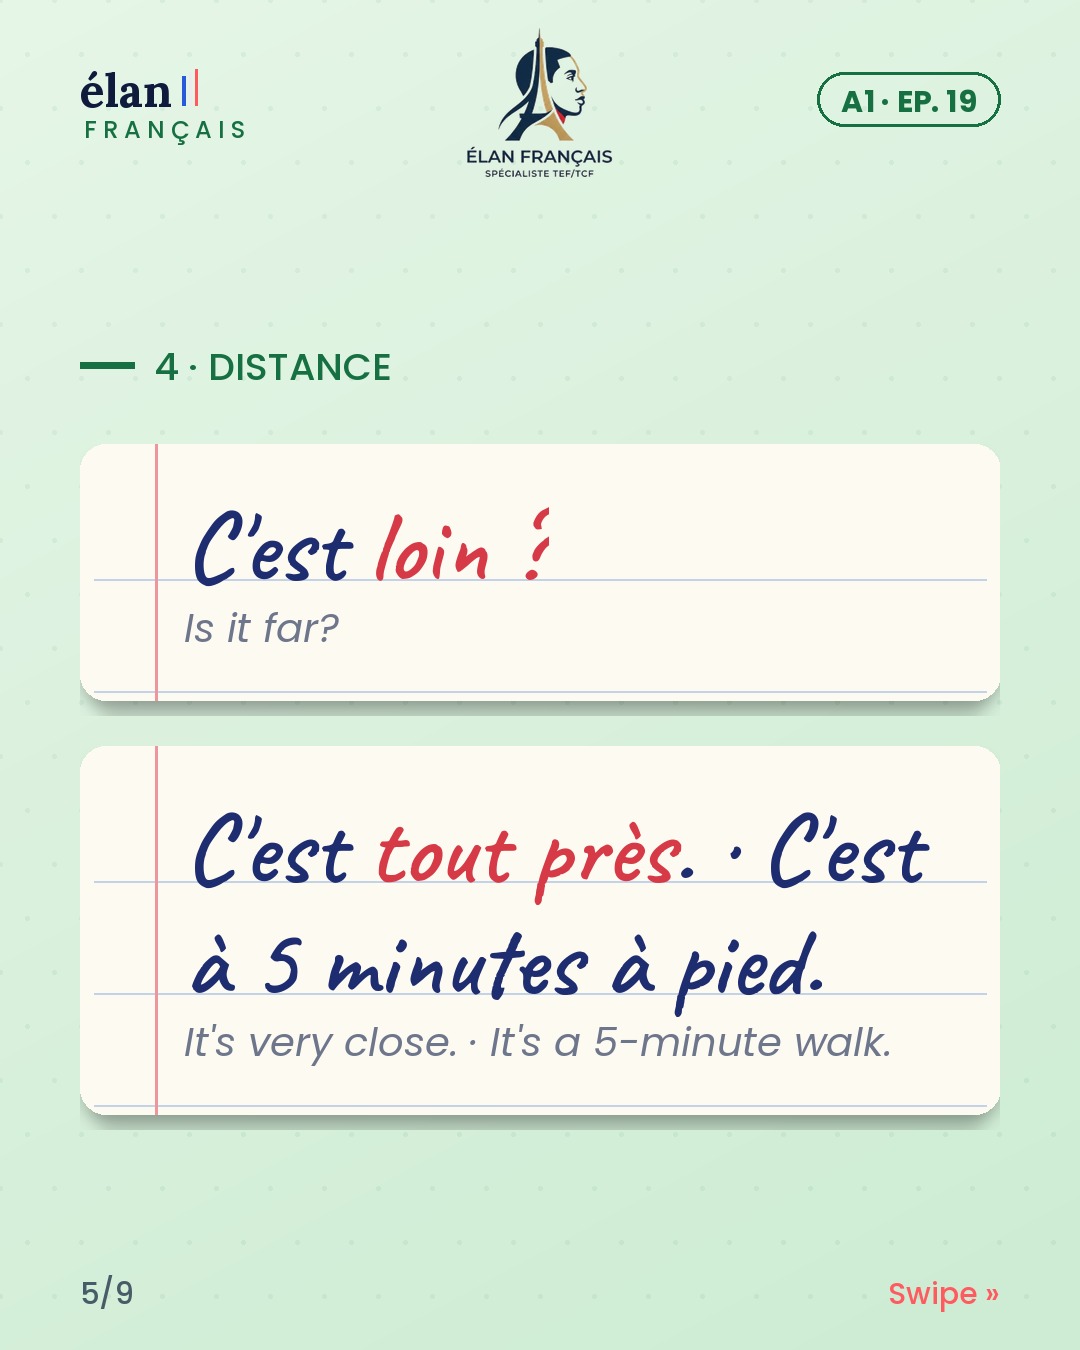 élan
FRANÇAIS
ÉLAN FRANÇAIS
SPÉCIALISTE TEF/TCF
A1 · EP. 19
4 · DISTANCE
C'est loin ?
Is it far?
C'est tout près. · C'est
à 5 minutes à pied.
It's very close. · It's a 5-minute walk.
5/9
Swipe »